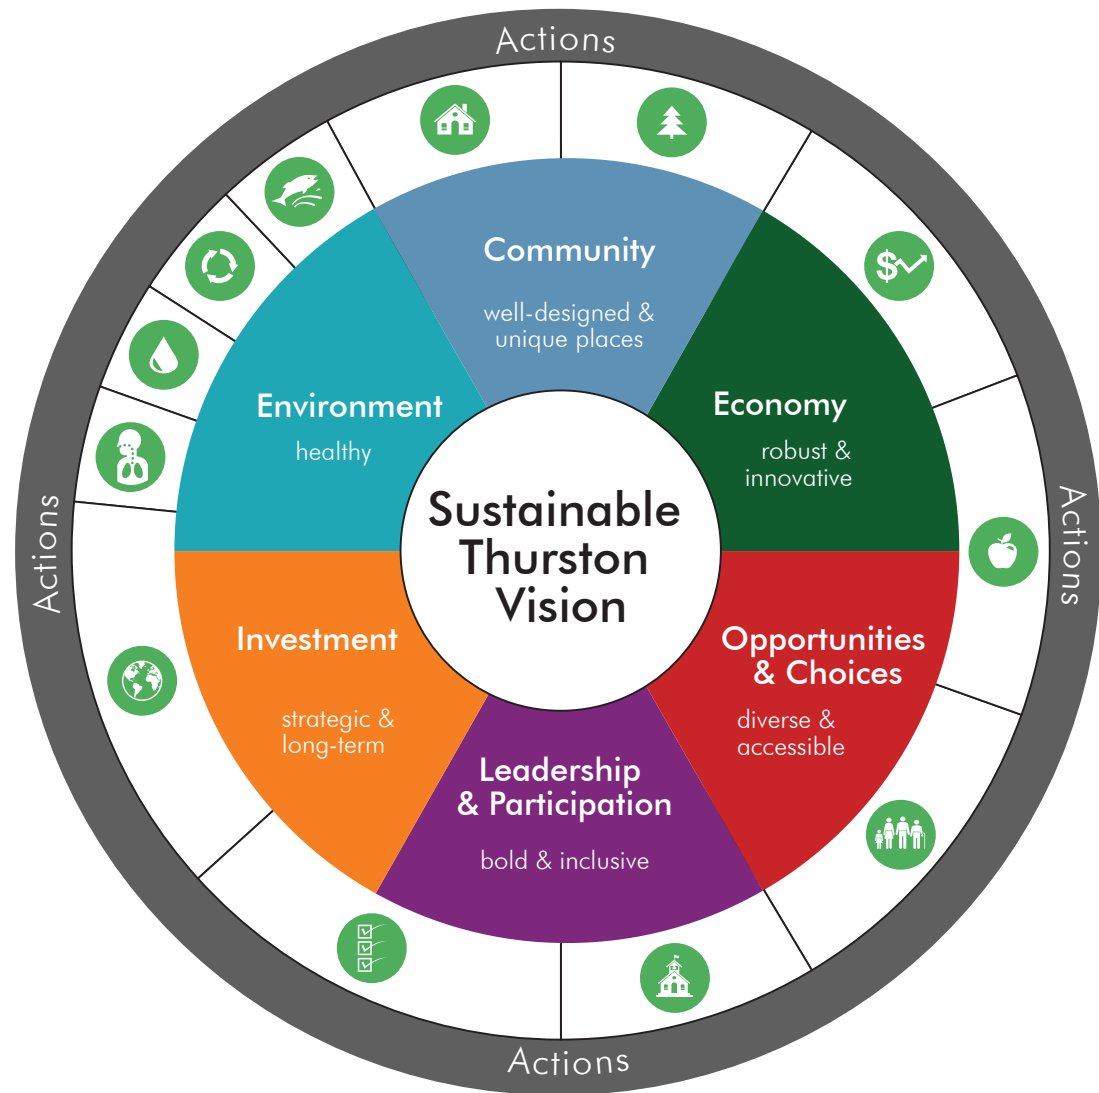 Actions
Community
well-designed &
unique places
Environment
healthy
Economy
robust &
innovative
$
Sustainable
Thurston
Vision
Actions
Actions
Investment
strategic &
long-term
Opportunities
& Choices
diverse &
accessible
Leadership
& Participation
bold & inclusive
Actions